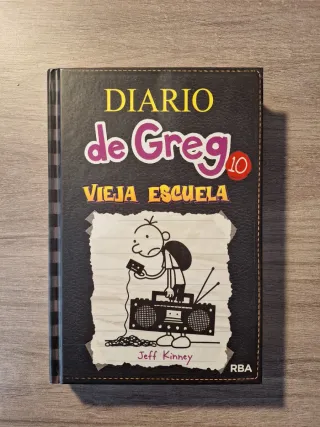 DIARIO
de Greg
10
VIEJA ESCUELA
Jeff Kinney
RBA